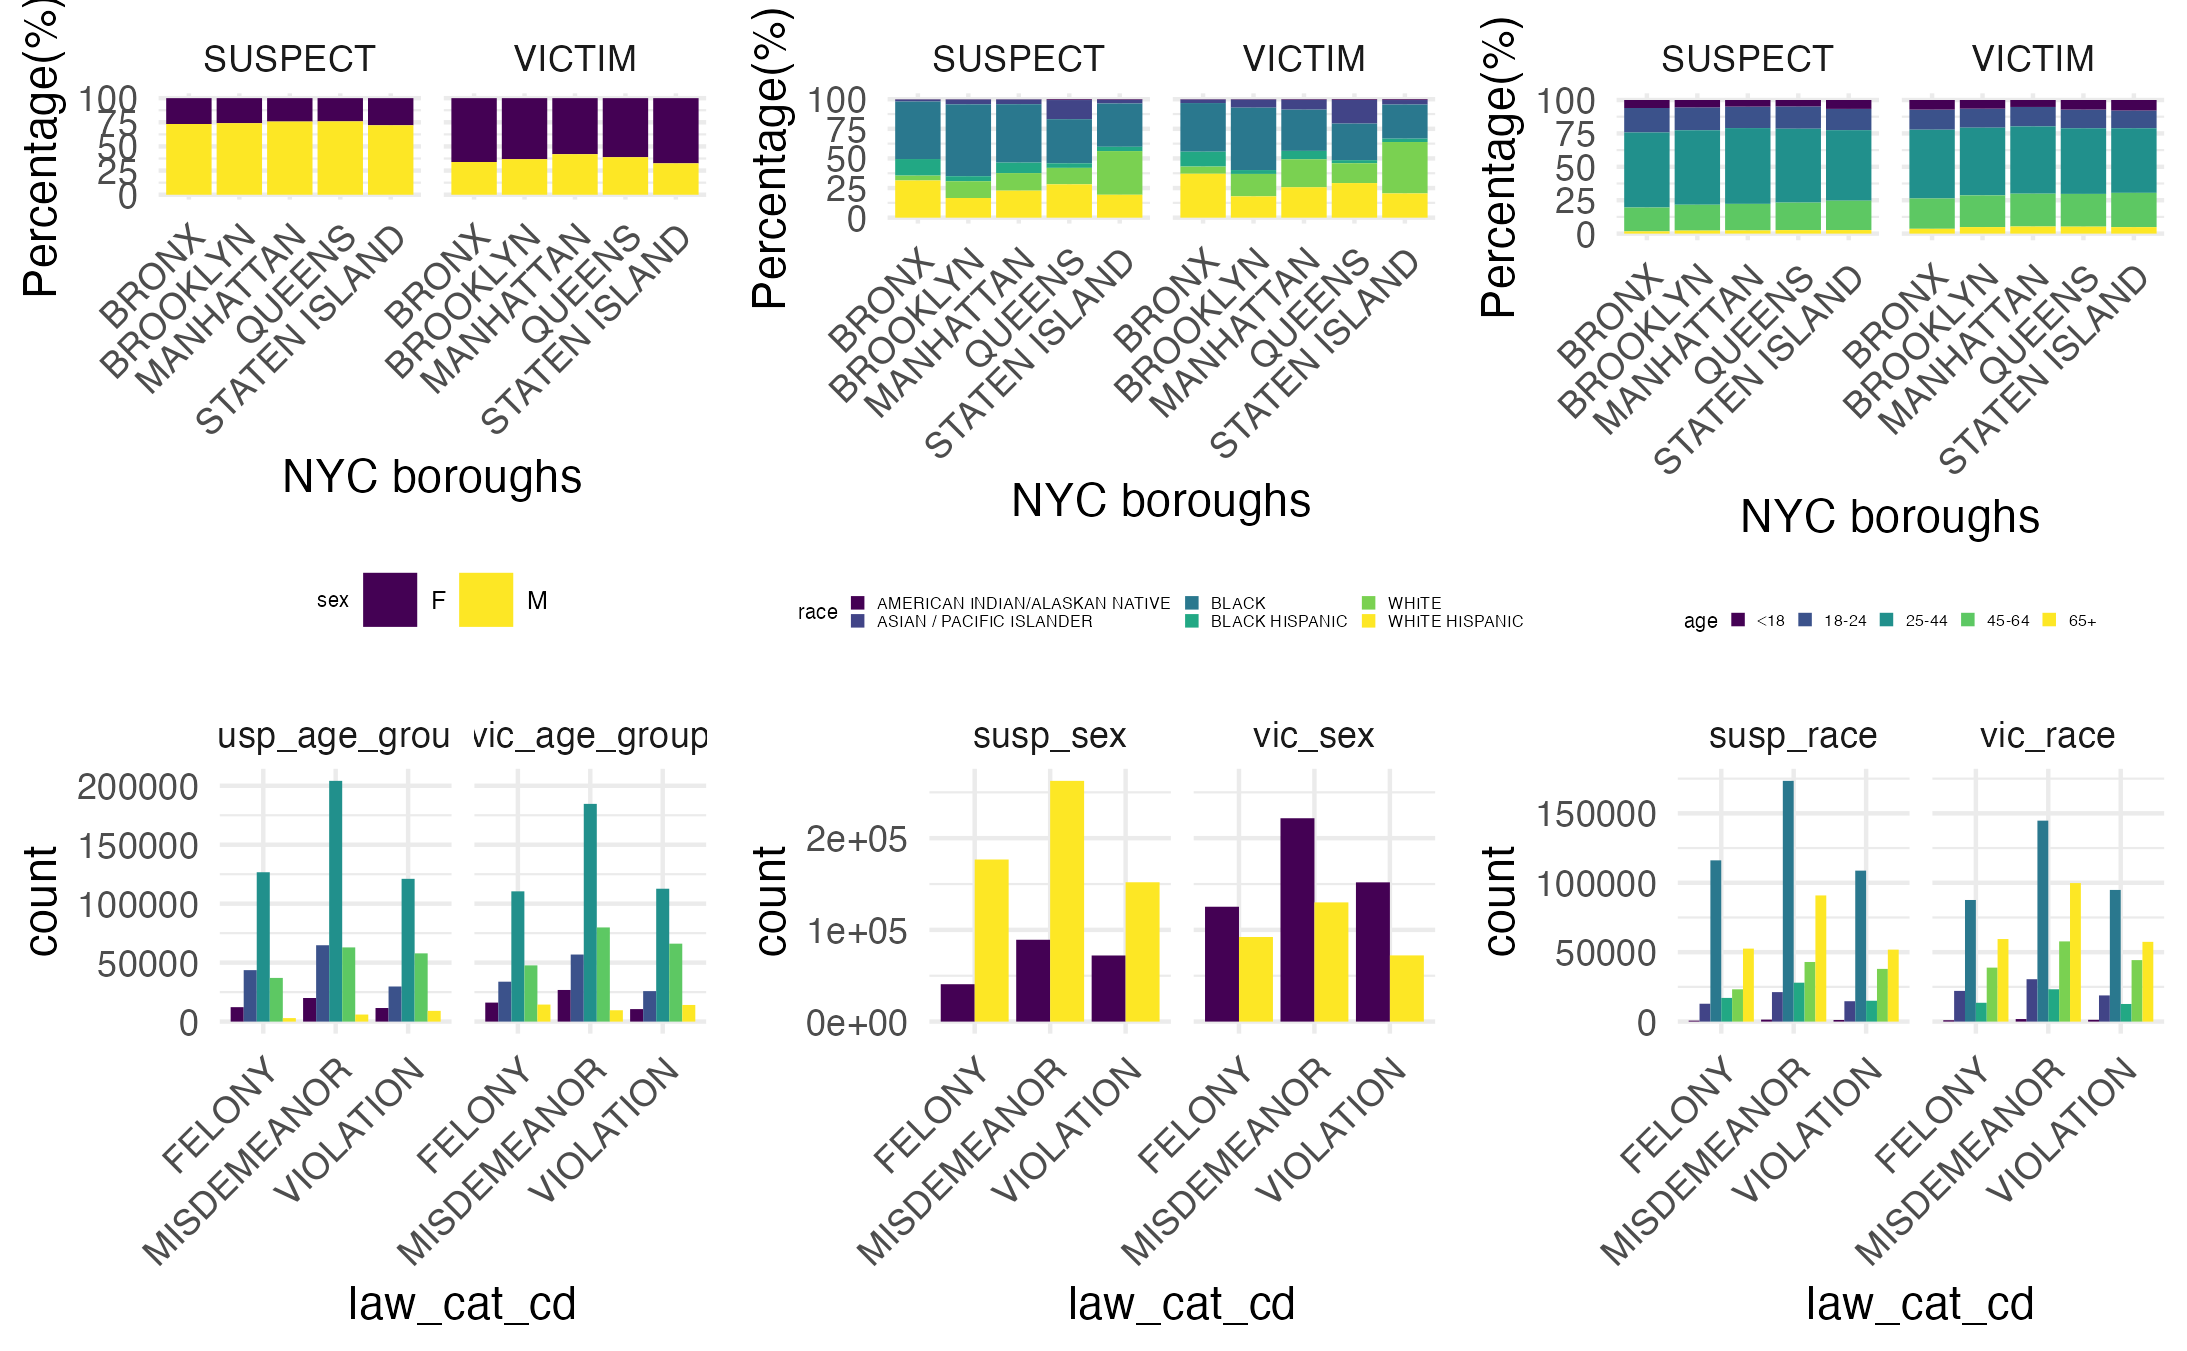 SUSPECT VICTIM
Percentage(%)
100
75
50
25
0
BRONX
BROOKLYN
MANHATTAN
QUEENS
STATEN ISLAND
BRONX
BROOKLYN
MANHATTAN
QUEENS
STATEN ISLAND
NYC boroughs
sex F M
SUSPECT VICTIM
Percentage(%)
100
75
50
25
0
BRONX
BROOKLYN
MANHATTAN
QUEENS
STATEN ISLAND
BRONX
BROOKLYN
MANHATTAN
QUEENS
STATEN ISLAND
NYC boroughs
race
AMERICAN INDIAN/ALASKAN NATIVE BLACK WHITE
ASIAN / PACIFIC ISLANDER BLACK HISPANIC WHITE HISPANIC
SUSPECT VICTIM
Percentage(%)
100
75
50
25
0
BRONX
BROOKLYN
MANHATTAN
QUEENS
STATEN ISLAND
BRONX
BROOKLYN
MANHATTAN
QUEENS
STATEN ISLAND
NYC boroughs
age <18 18-24 25-44 45-64 65+
usp_age_grou vic_age_group
count
200000
150000
100000
50000
0
FELONY
MISDEMEANOR
VIOLATION
FELONY
MISDEMEANOR
VIOLATION
law_cat_cd
susp_sex vic_sex
count
2e+05
1e+05
0e+00
FELONY
MISDEMEANOR
VIOLATION
FELONY
MISDEMEANOR
VIOLATION
law_cat_cd
susp_race vic_race
count
150000
100000
50000
0
FELONY
MISDEMEANOR
VIOLATION
FELONY
MISDEMEANOR
VIOLATION
law_cat_cd